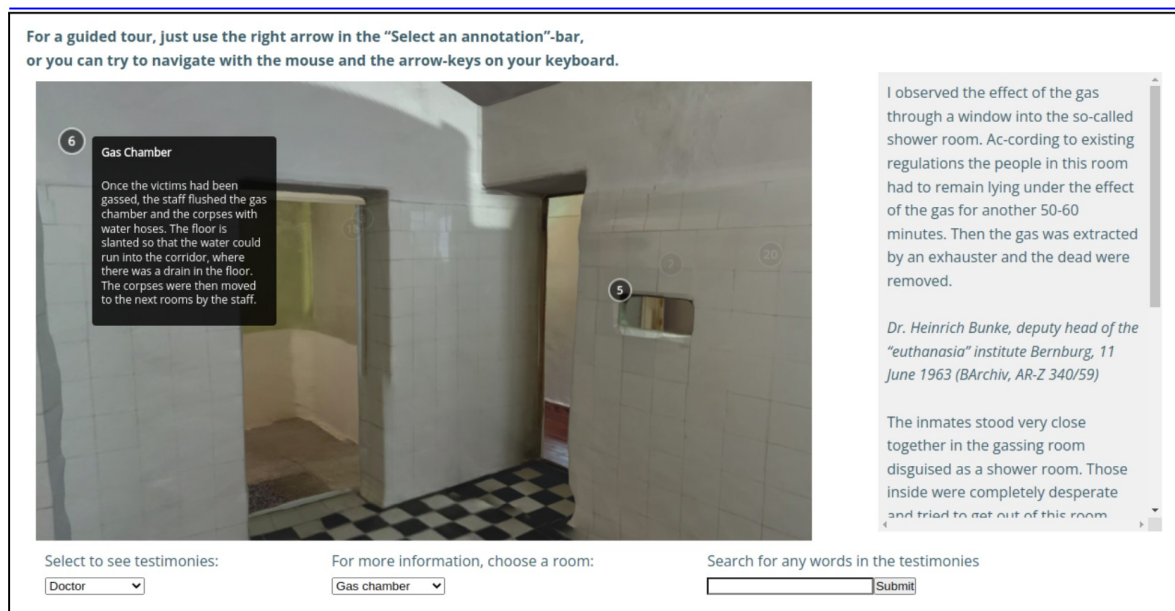 For a guided tour, just use the right arrow in the “Select an annotation”-bar,
or you can try to navigate with the mouse and the arrow-keys on your keyboard.
6
Gas Chamber
Once the victims had been
gassed, the staff flushed the gas
chamber and the corpses with
water hoses. The floor is
slanted so that the water could
run into the corridor, where
there was a drain in the floor.
The corpses were then moved
to the next rooms by the staff.
2
20
5
I observed the effect of the gas
through a window into the so-called
shower room. Ac-cording to existing
regulations the people in this room
had to remain lying under the effect
of the gas for another 50-60
minutes. Then the gas was extracted
by an exhauster and the dead were
removed.
Dr. Heinrich Bunke, deputy head of the
“euthanasia” institute Bernburg, 11
June 1963 (BArchiv, AR-Z 340/59)
The inmates stood very close
together in the gassing room
disguised as a shower room. Those
inside were completely desperate
and tried to get out of this room
Select to see testimonies:
Doctor
For more information, choose a room:
Gas chamber
Search for any words in the testimonies
Submit